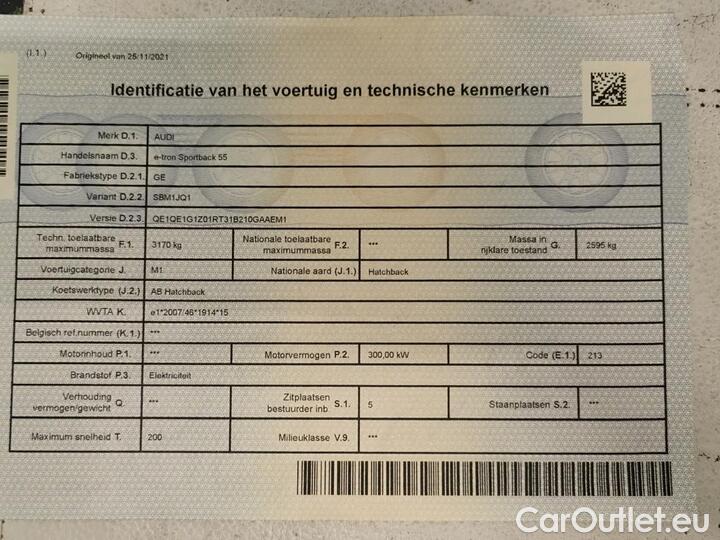 (I.1.) Origineel van 25/11/2021
Identificatie van het voertuig en technische kenmerken
Merk D.1. AUDI
Handelsnaam D.3. e-tron Sportback 55
Fabriekstype D.2.1. GE
Variant D.2.2. SBM1JQ1
Versie D.2.3. QE1QE1G1Z01RT31B210GAAEM1
Techn. toelaatbare maximummassa F.1. 3170 kg Nationale toelaatbare maximummassa F.2. *** Massa in rijklare toestand G. 2595 kg
Voertuigcategorie J. M1 Nationale aard (J.1.) Hatchback
Koetswerktype (J.2.) AB Hatchback
WVTA K. e1*2007/46*1914*15
Belgisch ref.nummer (K.1.) ***
Motorinhoud P.1. *** Motorvermogen P.2. 300,00 kW Code (E.1.) 213
Brandstof P.3. Elektriciteit
Verhouding vermogen/gewicht Q. *** Zitplaatsen bestuurder inb. S.1. 5 Staanplaatsen S.2. ***
Maximum snelheid T. 200 Milieuklasse V.9. ***
CarOutlet.eu